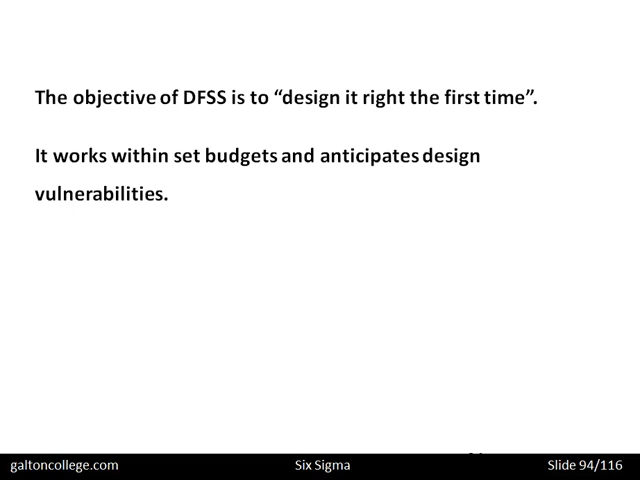 The objective of DFSS is to “design it right the first time”.
It works within set budgets and anticipates design
vulnerabilities.
galtoncollege.com Six Sigma Slide 94/116